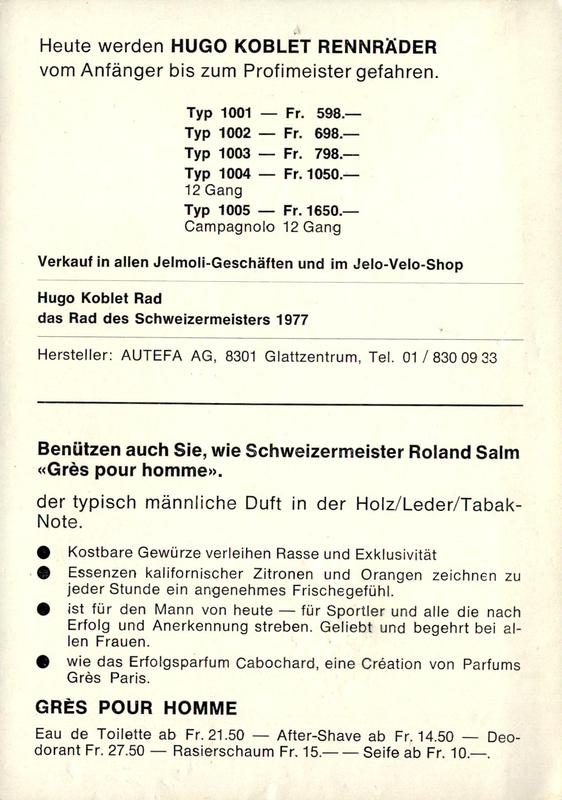 Heute werden HUGO KOBLET RENNRÄDER
vom Anfänger bis zum Profimeister gefahren.
Typ 1001 — Fr. 598.—
Typ 1002 — Fr. 698.—
Typ 1003 — Fr. 798.—
Typ 1004 — Fr. 1050.—
12 Gang
Typ 1005 — Fr. 1650.—
Campagnolo 12 Gang
Verkauf in allen Jelmoli-Geschäften und im Jelo-Velo-Shop
Hugo Koblet Rad
das Rad des Schweizermeisters 1977
Hersteller: AUTEFA AG, 8301 Glattzentrum, Tel. 01 / 830 09 33
Benützen auch Sie, wie Schweizermeister Roland Salm
«Grès pour homme».
der typisch männliche Duft in der Holz/Leder/Tabak-
Note.
● Kostbare Gewürze verleihen Rasse und Exklusivität
● Essenzen kalifornischer Zitronen und Orangen zeichnen zu
jeder Stunde ein angenehmes Frischegefühl.
● ist für den Mann von heute — für Sportler und alle die nach
Erfolg und Anerkennung streben. Geliebt und begehrt bei al-
len Frauen.
● wie das Erfolgsparfum Cabochard, eine Création von Parfums
Grès Paris.
GRÈS POUR HOMME
Eau de Toilette ab Fr. 21.50 — After-Shave ab Fr. 14.50 — Deo-
dorant Fr. 27.50 — Rasierschaum Fr. 15.— — Seife ab Fr. 10.—.